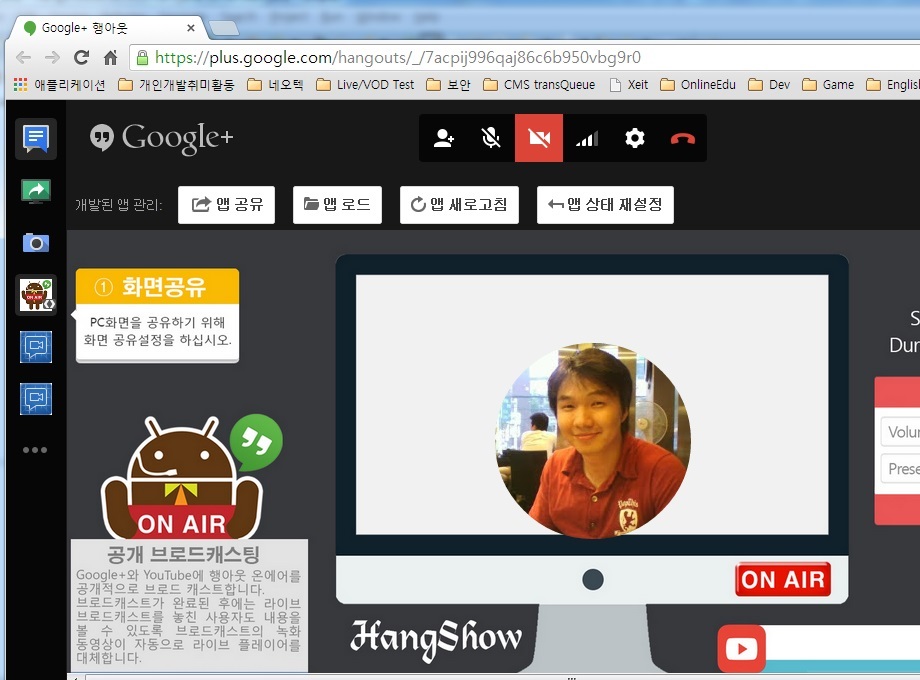 Google+ 행아웃
https://plus.google.com/hangouts/_/7acpij996qaj86c6b950vbg9r0
애플리케이션 개인개발취미활동 네오텍 Live/VOD Test 보안 CMS transQueue Xeit OnlineEdu Dev Game English
Google+
개발된 앱 관리: 앱 공유 앱 로드 앱 새로고침 앱 상태 재설정
① 화면공유
PC화면을 공유하기 위해
화면 공유설정을 하십시오.
S
Dur
Volu
Prese
ON AIR
ON AIR
공개 브로드캐스팅
Google+와 YouTube에 행아웃 온에어를
공개적으로 브로드 캐스트합니다.
브로드캐스트가 완료된 후에는 라이브
브로드캐스트를 놓친 사용자도 내용을
볼 수 있도록 브로드캐스트의 녹화
동영상이 자동으로 라이브 플레이어를
대체합니다.
ON AIR
HangShow